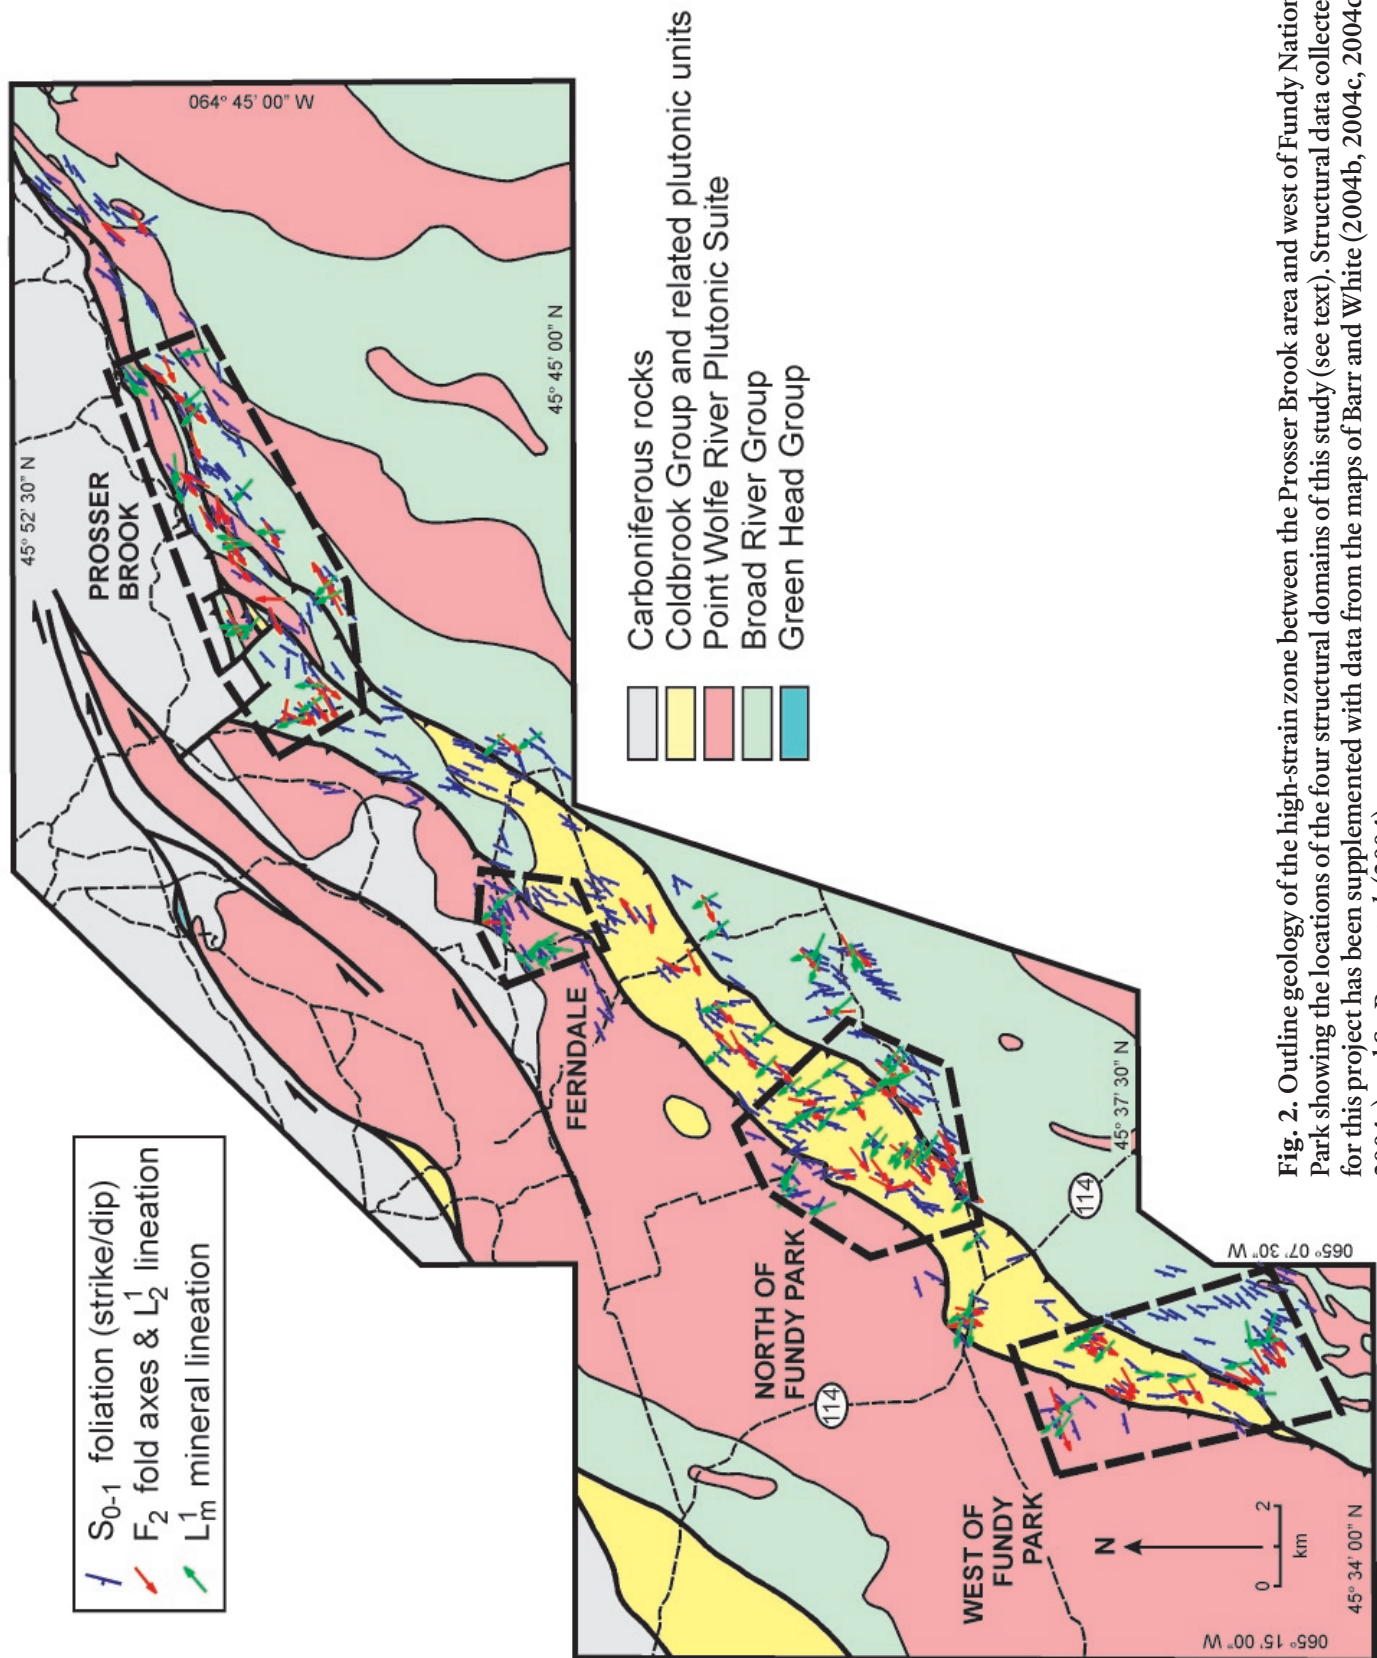 S0-1 foliation (strike/dip)
F2 fold axes & L2^1 lineation
Lm^1 mineral lineation
45° 52' 30" N
064° 45' 00" W
PROSSER
BROOK
45° 45' 00" N
FERNDALE
NORTH OF
FUNDY PARK
114
114
45° 37' 30" N
065° 07' 30" W
WEST OF
FUNDY
PARK
N
0 2
km
45° 34' 00" N
065° 15' 00" W
Carboniferous rocks
Coldbrook Group and related plutonic units
Point Wolfe River Plutonic Suite
Broad River Group
Green Head Group
Fig. 2. Outline geology of the high-strain zone between the Prosser Brook area and west of Fundy Nation
Park showing the locations of the four structural domains of this study (see text). Structural data collecte
for this project has been supplemented with data from the maps of Barr and White (2004b, 2004c, 2004d